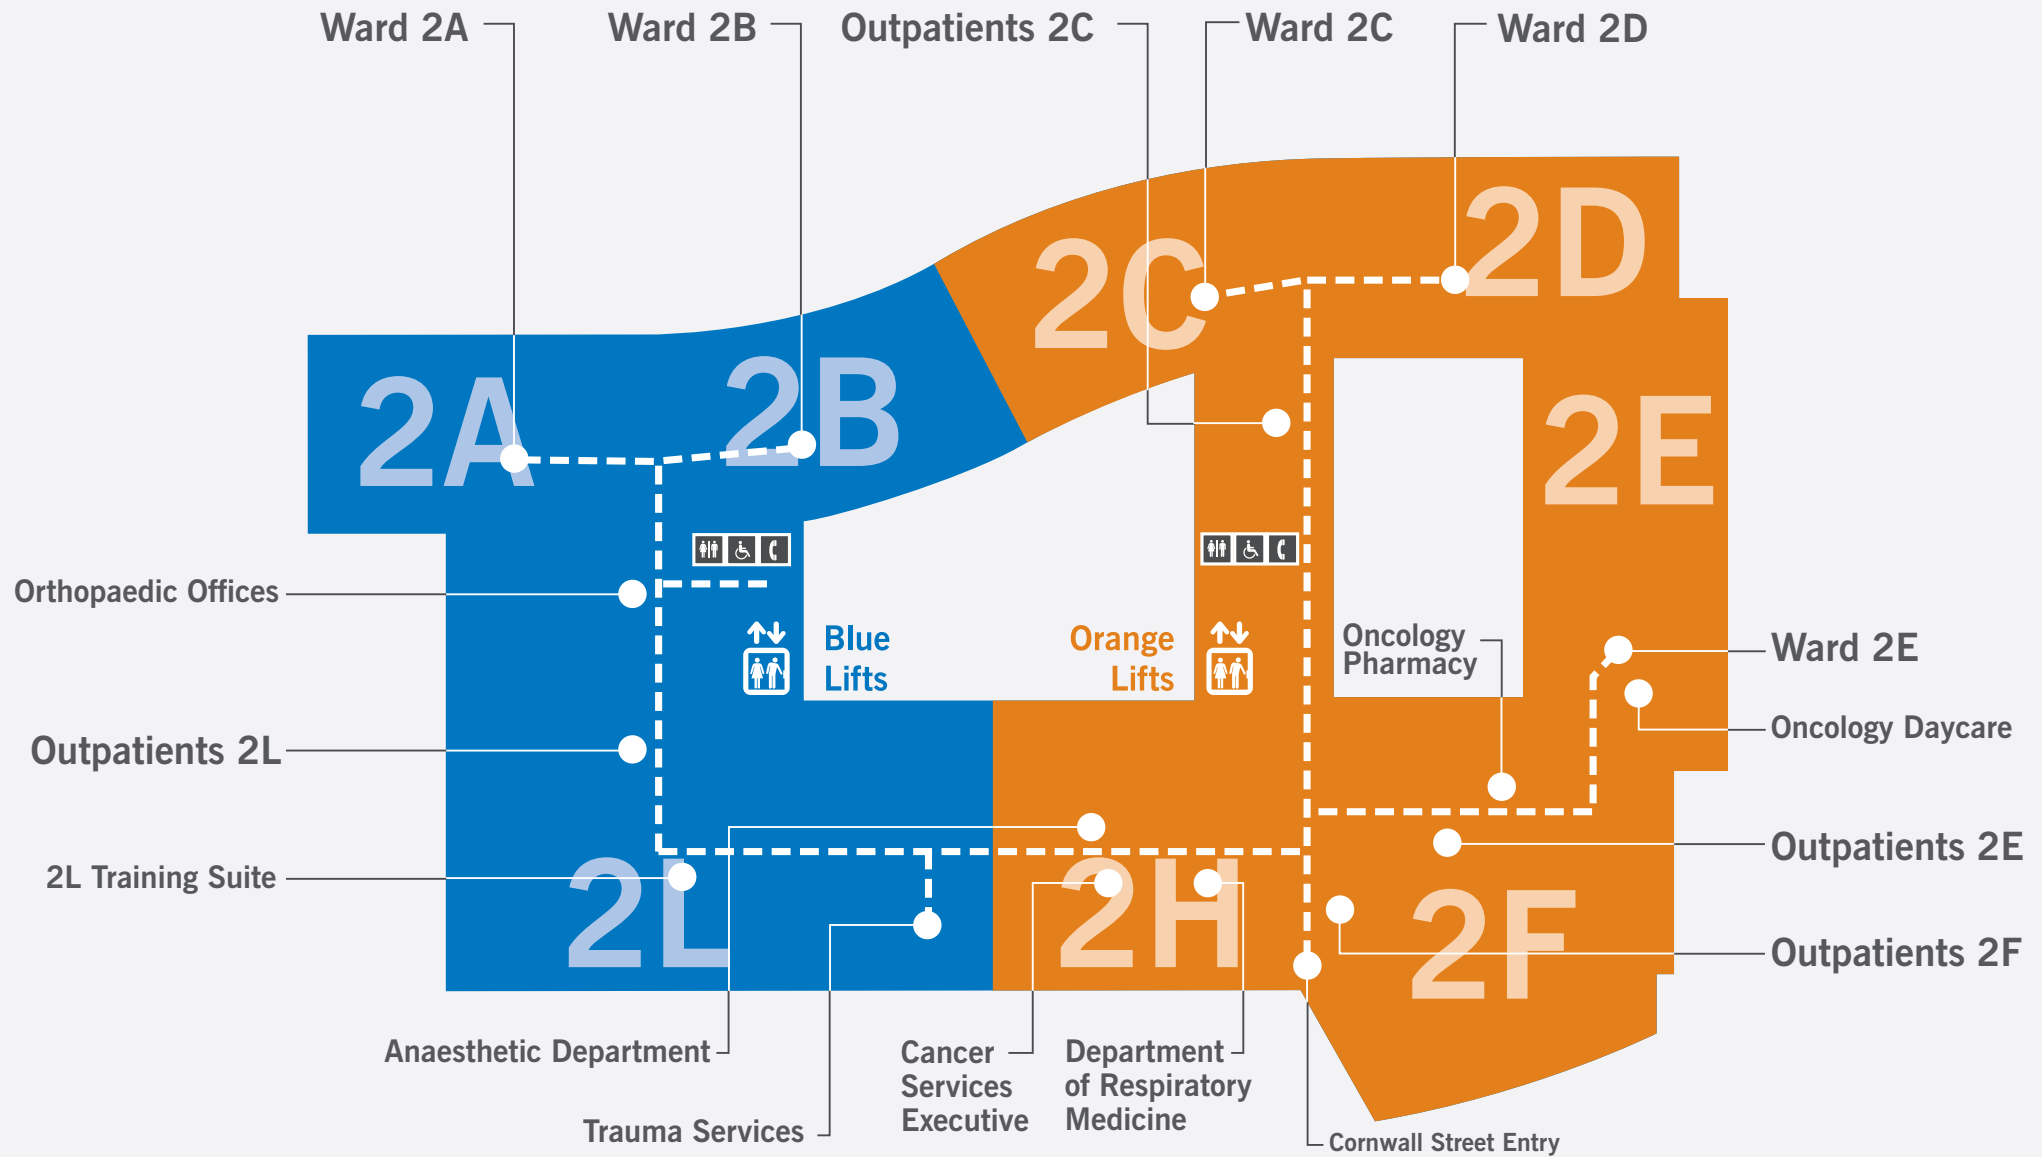 Ward 2A
Ward 2B
Outpatients 2C
Ward 2C
Ward 2D
2D
2C
2B
2A
2E
Orthopaedic Offices
Blue
Lifts
Orange
Lifts
Oncology
Pharmacy
Ward 2E
Oncology Daycare
Outpatients 2L
2L Training Suite
2L
2H
2F
Outpatients 2E
Outpatients 2F
Anaesthetic Department
Trauma Services
Cancer
Services
Executive
Department
of Respiratory
Medicine
Cornwall Street Entry